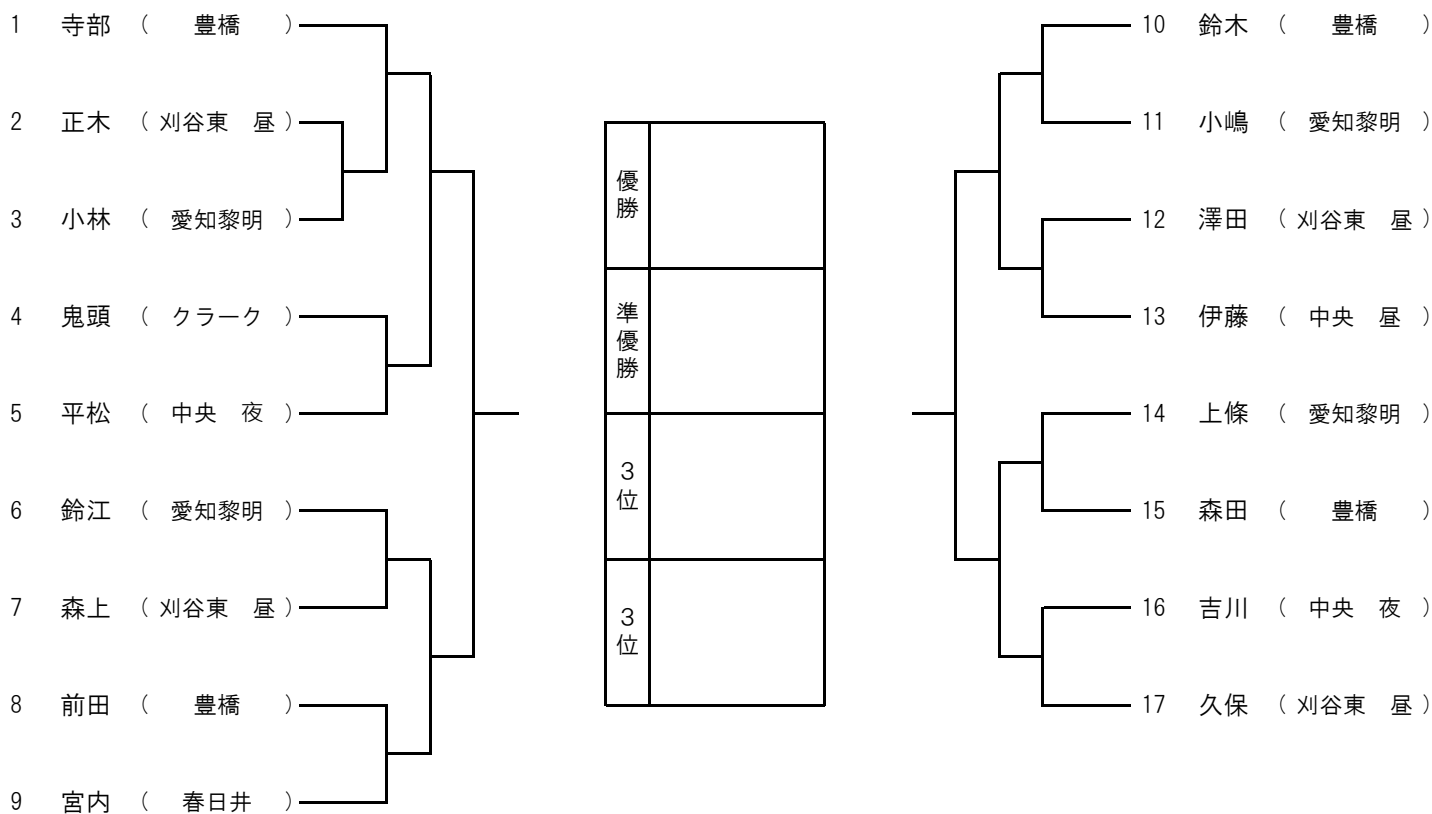 1 寺部 （ 豊橋 ）
2 正木 （ 刈谷東 昼 ）
3 小林 （ 愛知黎明 ）
4 鬼頭 （ クラーク ）
5 平松 （ 中央 夜 ）
6 鈴江 （ 愛知黎明 ）
7 森上 （ 刈谷東 昼 ）
8 前田 （ 豊橋 ）
9 宮内 （ 春日井 ）
優勝
準優勝
３位
３位
10 鈴木 （ 豊橋 ）
11 小嶋 （ 愛知黎明 ）
12 澤田 （ 刈谷東 昼 ）
13 伊藤 （ 中央 昼 ）
14 上條 （ 愛知黎明 ）
15 森田 （ 豊橋 ）
16 吉川 （ 中央 夜 ）
17 久保 （ 刈谷東 昼 ）